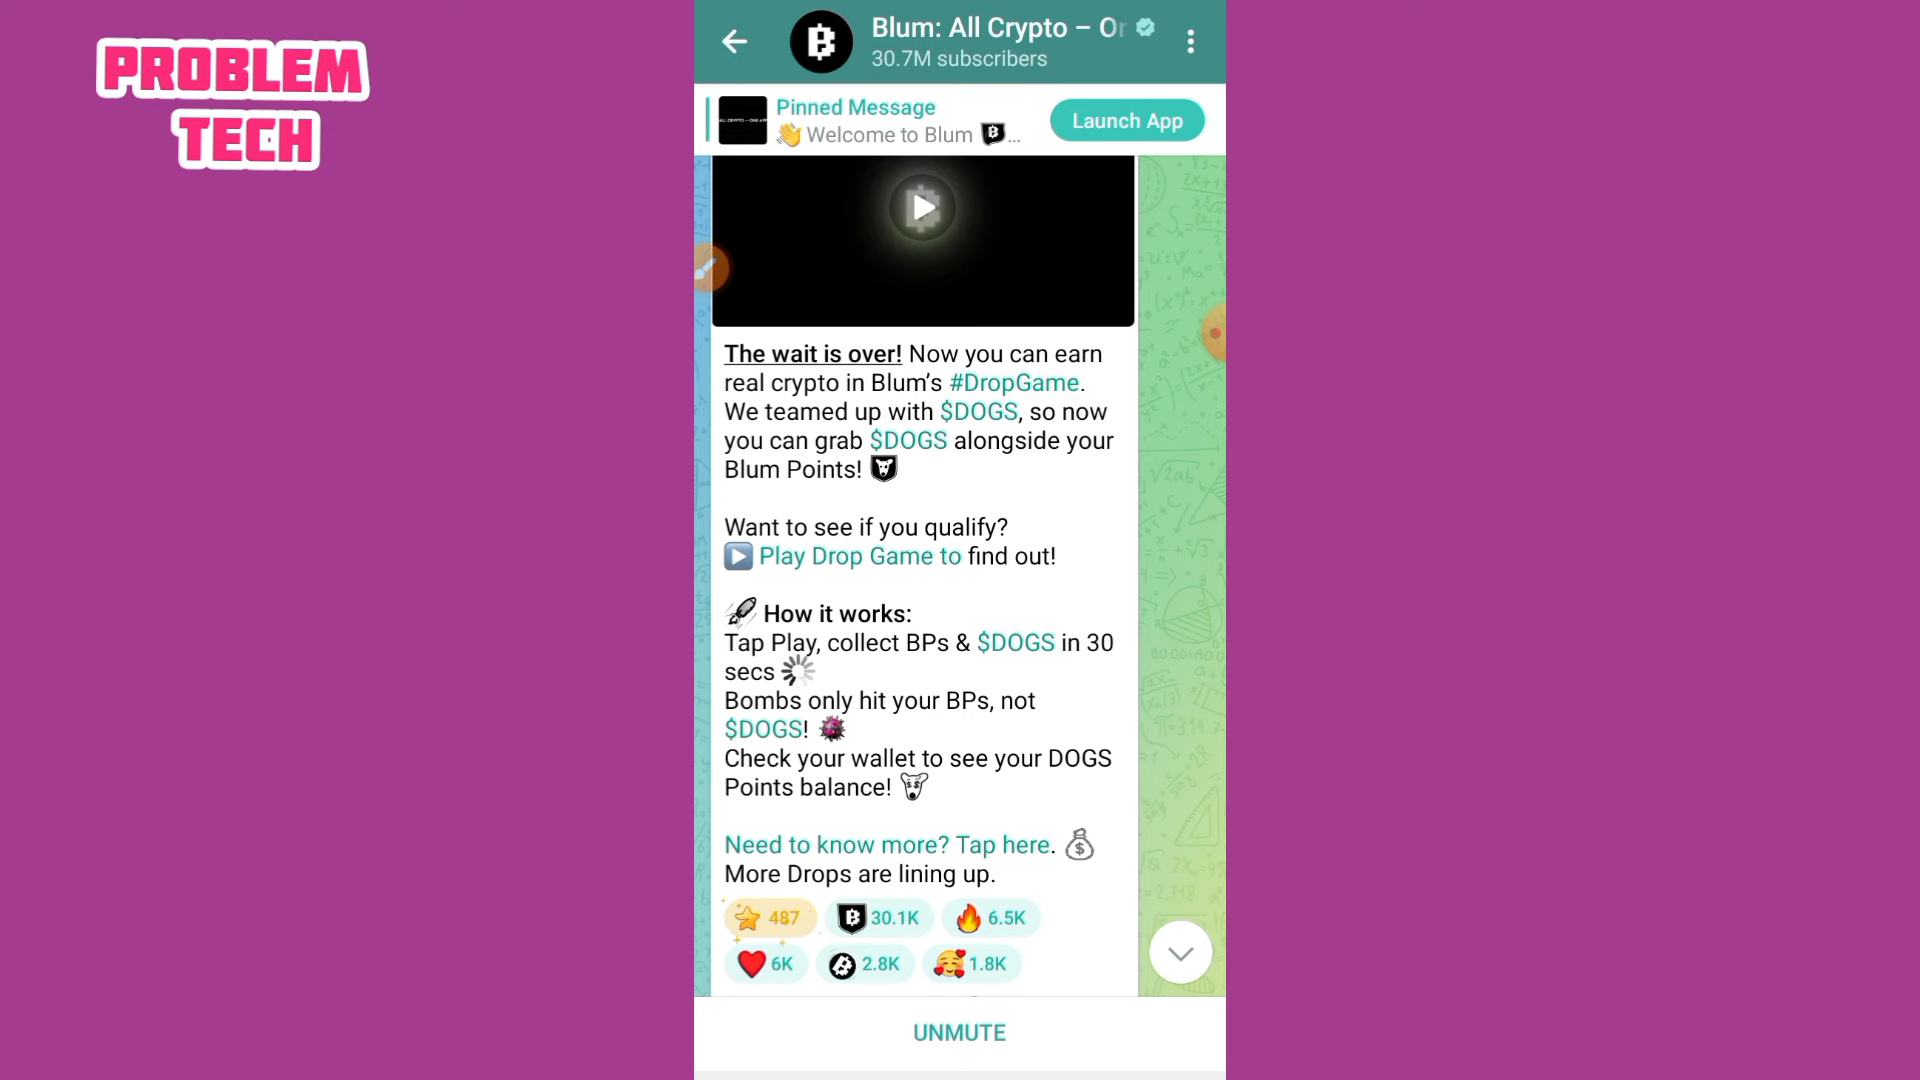 PROBLEM
TECH
Blum: All Crypto – Or
30.7M subscribers
Pinned Message
👋 Welcome to Blum ...
Launch App
ALL CRYPTO — ONE APP
The wait is over! Now you can earn
real crypto in Blum’s #DropGame.
We teamed up with $DOGS, so now
you can grab $DOGS alongside your
Blum Points!
Want to see if you qualify?
▶️ Play Drop Game to find out!
How it works:
Tap Play, collect BPs & $DOGS in 30
secs
Bombs only hit your BPs, not
$DOGS!
Check your wallet to see your DOGS
Points balance!
Need to know more? Tap here.
More Drops are lining up.
487 30.1K 🔥 6.5K
❤️ 6K 2.8K 🥰 1.8K
UNMUTE